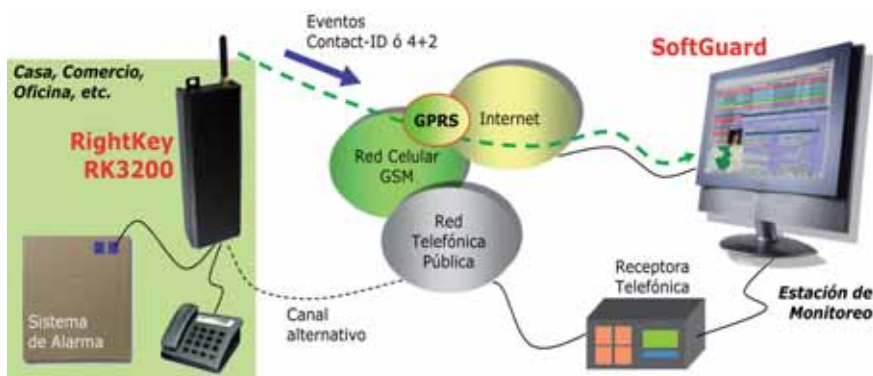 Eventos
Contact-ID ó 4+2
SoftGuard
Casa, Comercio,
Oficina, etc.
RightKey
RK3200
GPRS
Internet
Red Celular
GSM
Red
Telefónica
Pública
Receptora
Telefónica
Estación de
Monitoreo
Canal
alternativo
Sistema
de Alarma